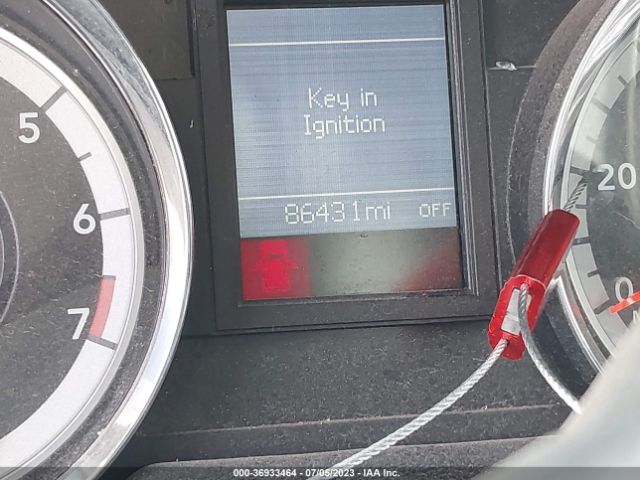 Key in
Ignition
86431mi OFF
5
6
7
20
0
000-36933464 - 07/05/2023 - IAA Inc.